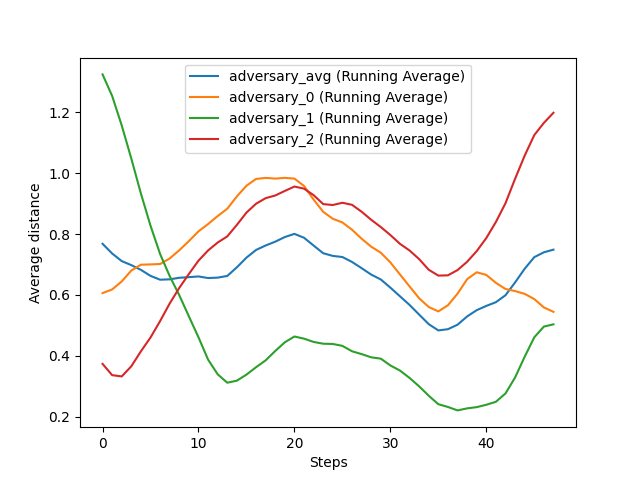 adversary_avg (Running Average)
adversary_0 (Running Average)
adversary_1 (Running Average)
adversary_2 (Running Average)
1.2
1.0
0.8
0.6
0.4
0.2
Average distance
0 10 20 30 40
Steps